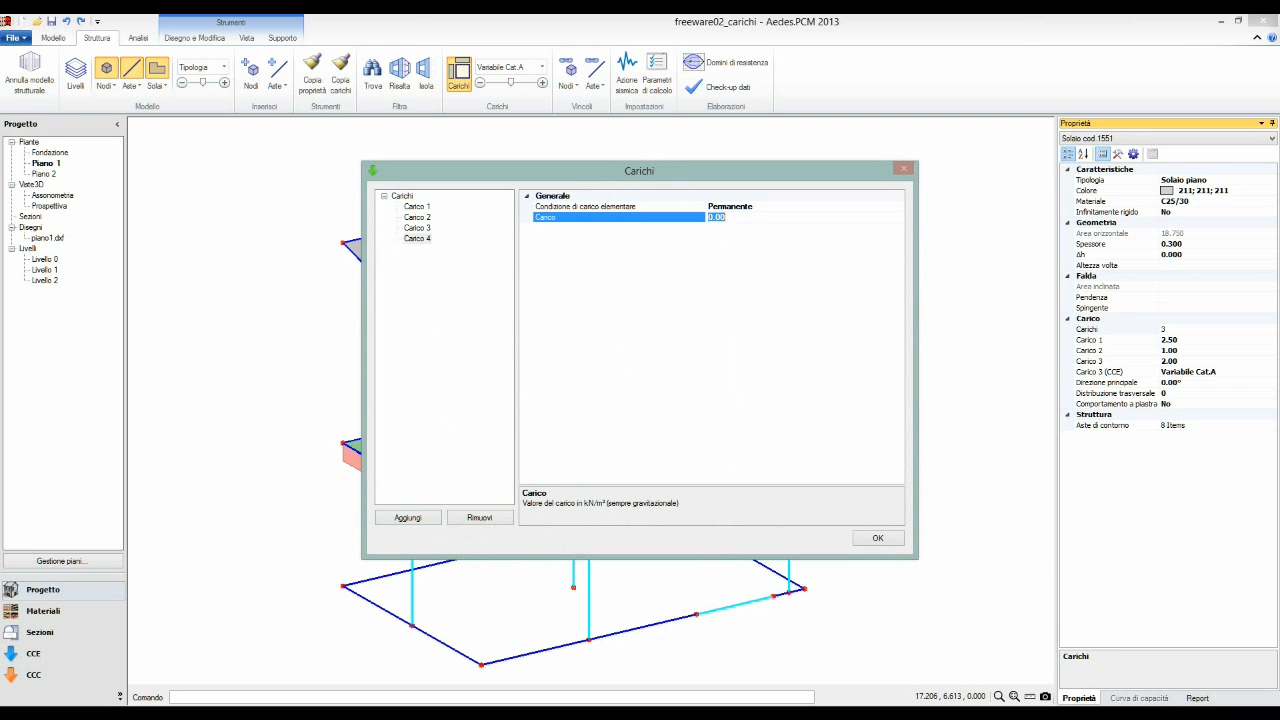 Strumenti
freeware02_carichi - Aedes.PCM 2013
File
Modello
Struttura
Analisi
Disegno e Modifica
Vista
Supporto
Annulla modello strutturale
Livelli
Nodi
Aste
Solai
Tipologia
Modello
Nodi
Aste
Inserisci
Copia proprietà
Copia carichi
Strumenti
Trova
Risalta
Isola
Filtra
Carichi
Variabile Cat.A
Carichi
Nodi
Aste
Vincoli
Azione sismica
Parametri di calcolo
Impostazioni
Domini di resistenza
Check-up dati
Elaborazioni
Progetto
Piante
Fondazione
Piano 1
Piano 2
Viste3D
Assonometria
Prospettiva
Sezioni
Disegni
piano1.dxf
Livelli
Livello 0
Livello 1
Livello 2
Gestione piani...
Progetto
Materiali
Sezioni
CCE
CCC
Carichi
Carichi
Carico 1
Carico 2
Carico 3
Carico 4
Aggiungi
Rimuovi
Generale
Condizione di carico elementare Permanente
Carico 0.00
Carico
Valore del carico in kN/m² (sempre gravitazionale)
OK
Comando
17.206, 6.613, 0.000
Proprietà
Solaio cod.1551
Caratteristiche
Tipologia Solaio piano
Colore 211; 211; 211
Materiale C25/30
Infinitamente rigido No
Geometria
Area orizzontale 18.750
Spessore 0.300
Δh 0.000
Altezza volta
Falda
Area inclinata
Pendenza
Spingente
Carico
Carichi 3
Carico 1 2.50
Carico 2 1.00
Carico 3 2.00
Carico 3 (CCE) Variabile Cat.A
Direzione principale 0.00°
Distribuzione trasversale 0
Comportamento a piastra No
Struttura
Aste di contorno 8 Items
Carichi
Proprietà
Curva di capacità
Report